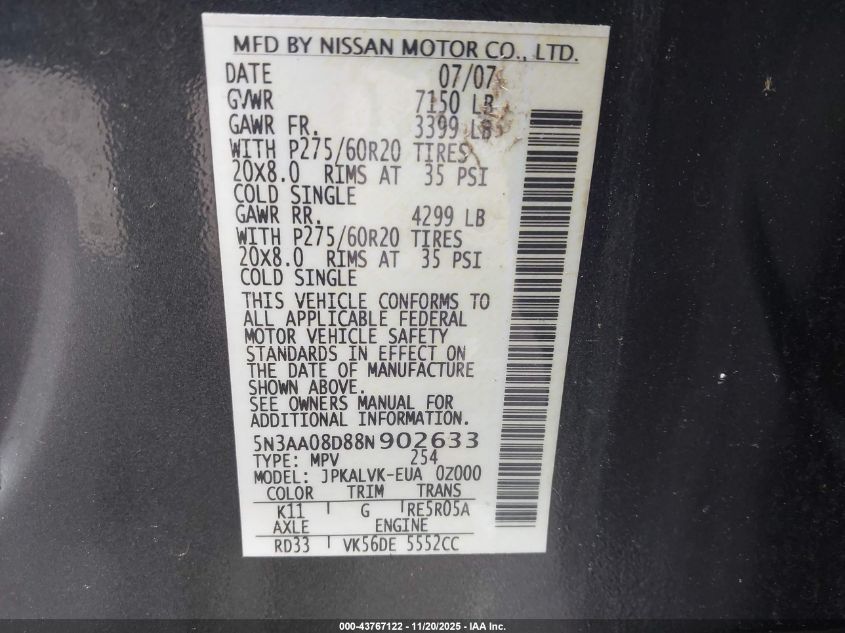 MFD BY NISSAN MOTOR CO., LTD.
DATE 07/07
GVWR 7150 LB
GAWR FR. 3399 LB
WITH P275/60R20 TIRES
20X8.0 RIMS AT 35 PSI
COLD SINGLE
GAWR RR. 4299 LB
WITH P275/60R20 TIRES
20X8.0 RIMS AT 35 PSI
COLD SINGLE
THIS VEHICLE CONFORMS TO
ALL APPLICABLE FEDERAL
MOTOR VEHICLE SAFETY
STANDARDS IN EFFECT ON
THE DATE OF MANUFACTURE
SHOWN ABOVE.
SEE OWNERS MANUAL FOR
ADDITIONAL INFORMATION.
5N3AA08D88N902633
TYPE: MPV 254
MODEL: JPKALVK-EUA 0Z000
COLOR TRIM TRANS
K11 G RE5R05A
AXLE ENGINE
RD33 VK56DE 5552CC
000-43767122 - 11/20/2025 - IAA Inc.